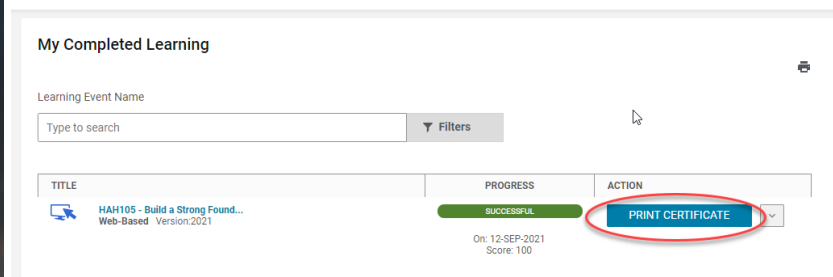 My Completed Learning
Learning Event Name
Type to search
Filters
TITLE PROGRESS ACTION
HAH105 - Build a Strong Found... SUCCESSFUL PRINT CERTIFICATE
Web-Based Version:2021
On: 12-SEP-2021
Score: 100